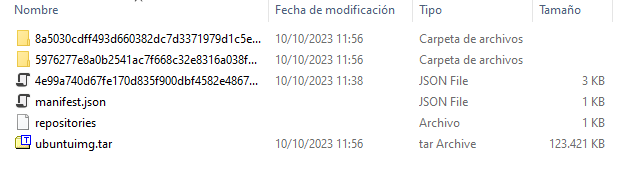 Nombre Fecha de modificación Tipo Tamaño
8a5030cdff493d660382dc7d3371979d1c5e... 10/10/2023 11:56 Carpeta de archivos
5976277e8a0b2541ac7f668c32e8316a038f... 10/10/2023 11:56 Carpeta de archivos
4e99a740d67fe170d835f900dbf4582e4867... 10/10/2023 11:38 JSON File 3 KB
manifest.json JSON File 1 KB
repositories Archivo 1 KB
ubuntuimg.tar 10/10/2023 11:56 tar Archive 123.421 KB